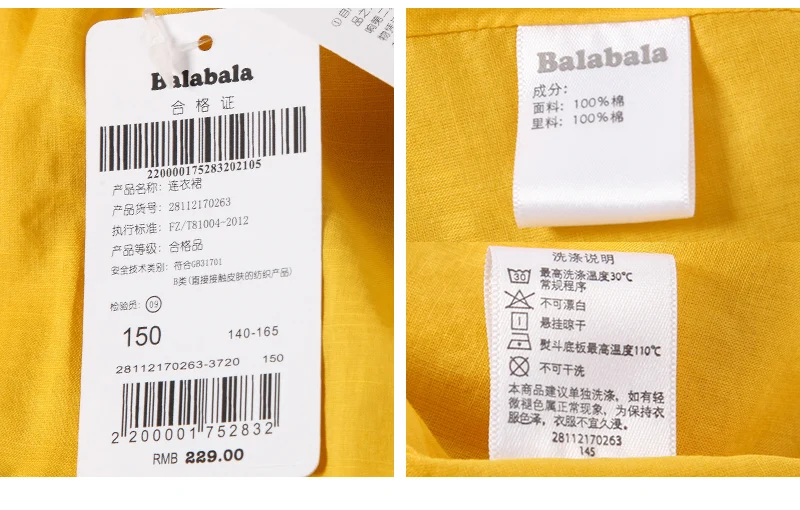 Balabala
合格证
220000175283202105
产品名称: 连衣裙
产品货号: 28112170263
执行标准: FZ/T81004-2012
产品等级: 合格品
安全技术类别: 符合GB31701
B类(直接接触皮肤的纺织产品)
检验员: 09
150 140-165
28112170263-3720 150
2 200001 752832
RMB 229.00
Balabala
成分:
面料: 100%棉
里料: 100%棉
洗涤说明
30 最高洗涤温度30℃
常规程序
不可漂白
悬挂晾干
熨斗底板最高温度110℃
不可干洗
本商品建议单独洗涤, 如有轻
微褪色属正常现象, 为保持衣
服色泽, 衣服不宜久浸。
28112170263
145